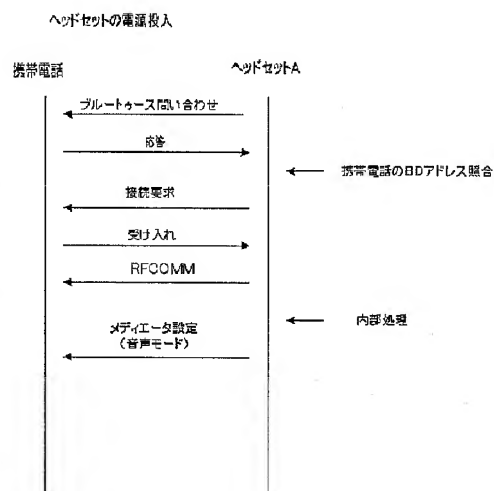 ヘッドセットの電源投入
携帯電話
ヘッドセットA
ブルートゥース問い合わせ
応答
携帯電話のBDアドレス照合
接続要求
受け入れ
RFCOMM
内部処理
メディエータ設定
(音声モード)